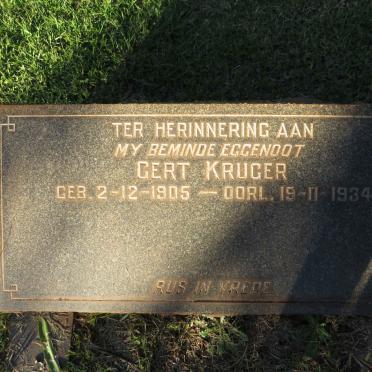 TER HERINNERING AAN
MY BEMINDE EGGENOOT
GERT KRUGER
GEB. 2-12-1905 — OORL. 19-11-1934
RUS IN VREDE